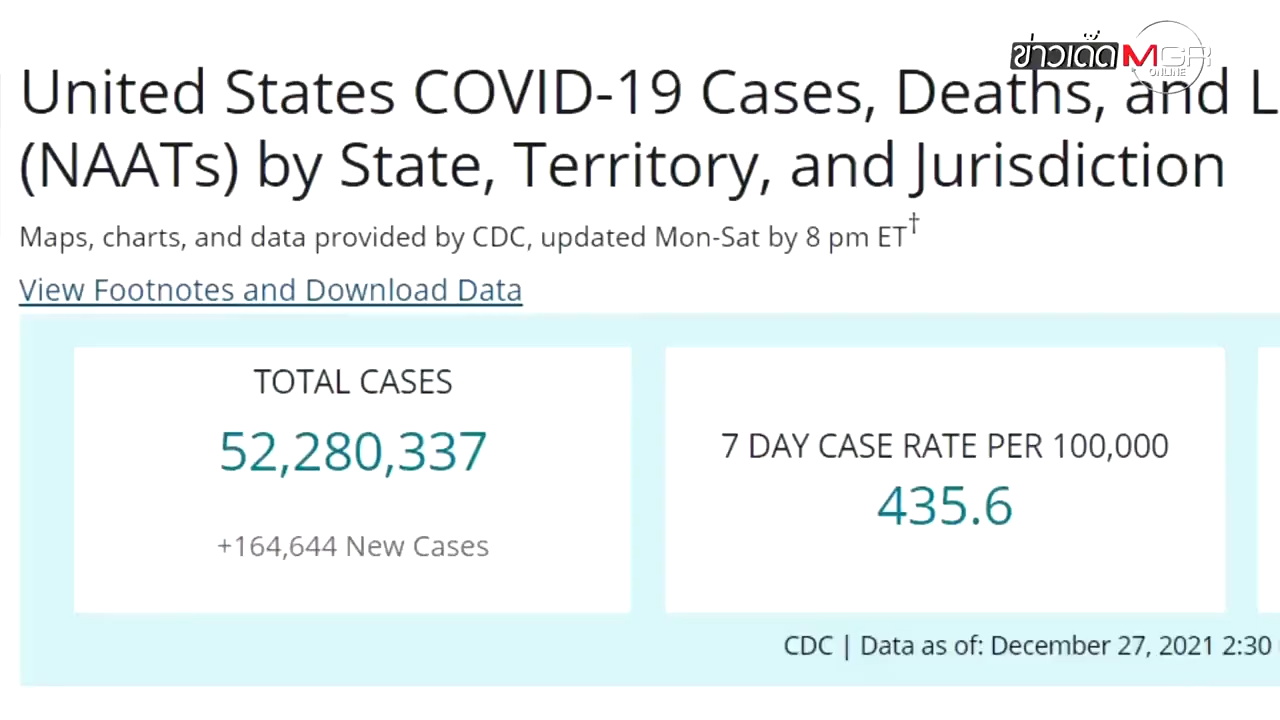 ข่าวเด็ด MGR
ONLINE
United States COVID-19 Cases, Deaths, and L
(NAATs) by State, Territory, and Jurisdiction
Maps, charts, and data provided by CDC, updated Mon-Sat by 8 pm ET†
View Footnotes and Download Data
TOTAL CASES
52,280,337
+164,644 New Cases
7 DAY CASE RATE PER 100,000
435.6
CDC | Data as of: December 27, 2021 2:30